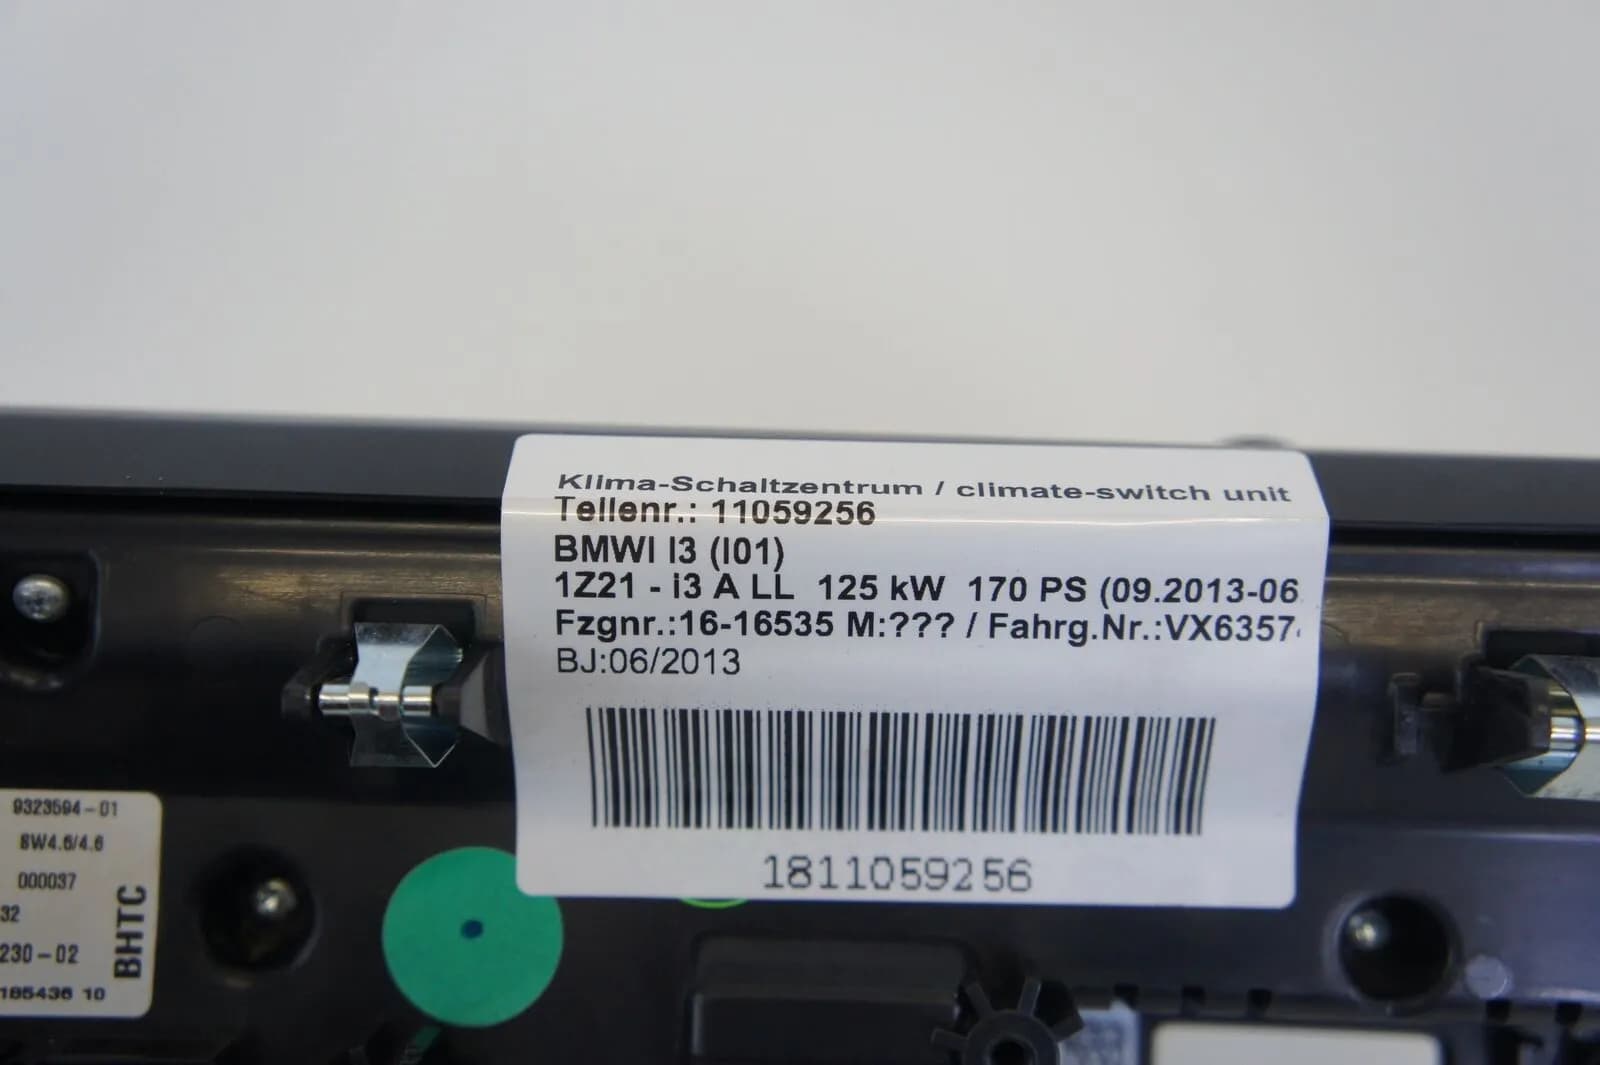 Klima-Schaltzentrum / climate-switch unit
Teilenr.: 11059256
BMWI I3 (I01)
1Z21 - i3 A LL 125 kW 170 PS (09.2013-06
Fzgnr.:16-16535 M:??? / Fahrg.Nr.:VX6357
BJ:06/2013
1811059256
9323594-01
8W4.6/4.6
000037
32
230-02
185436 10
BHTC